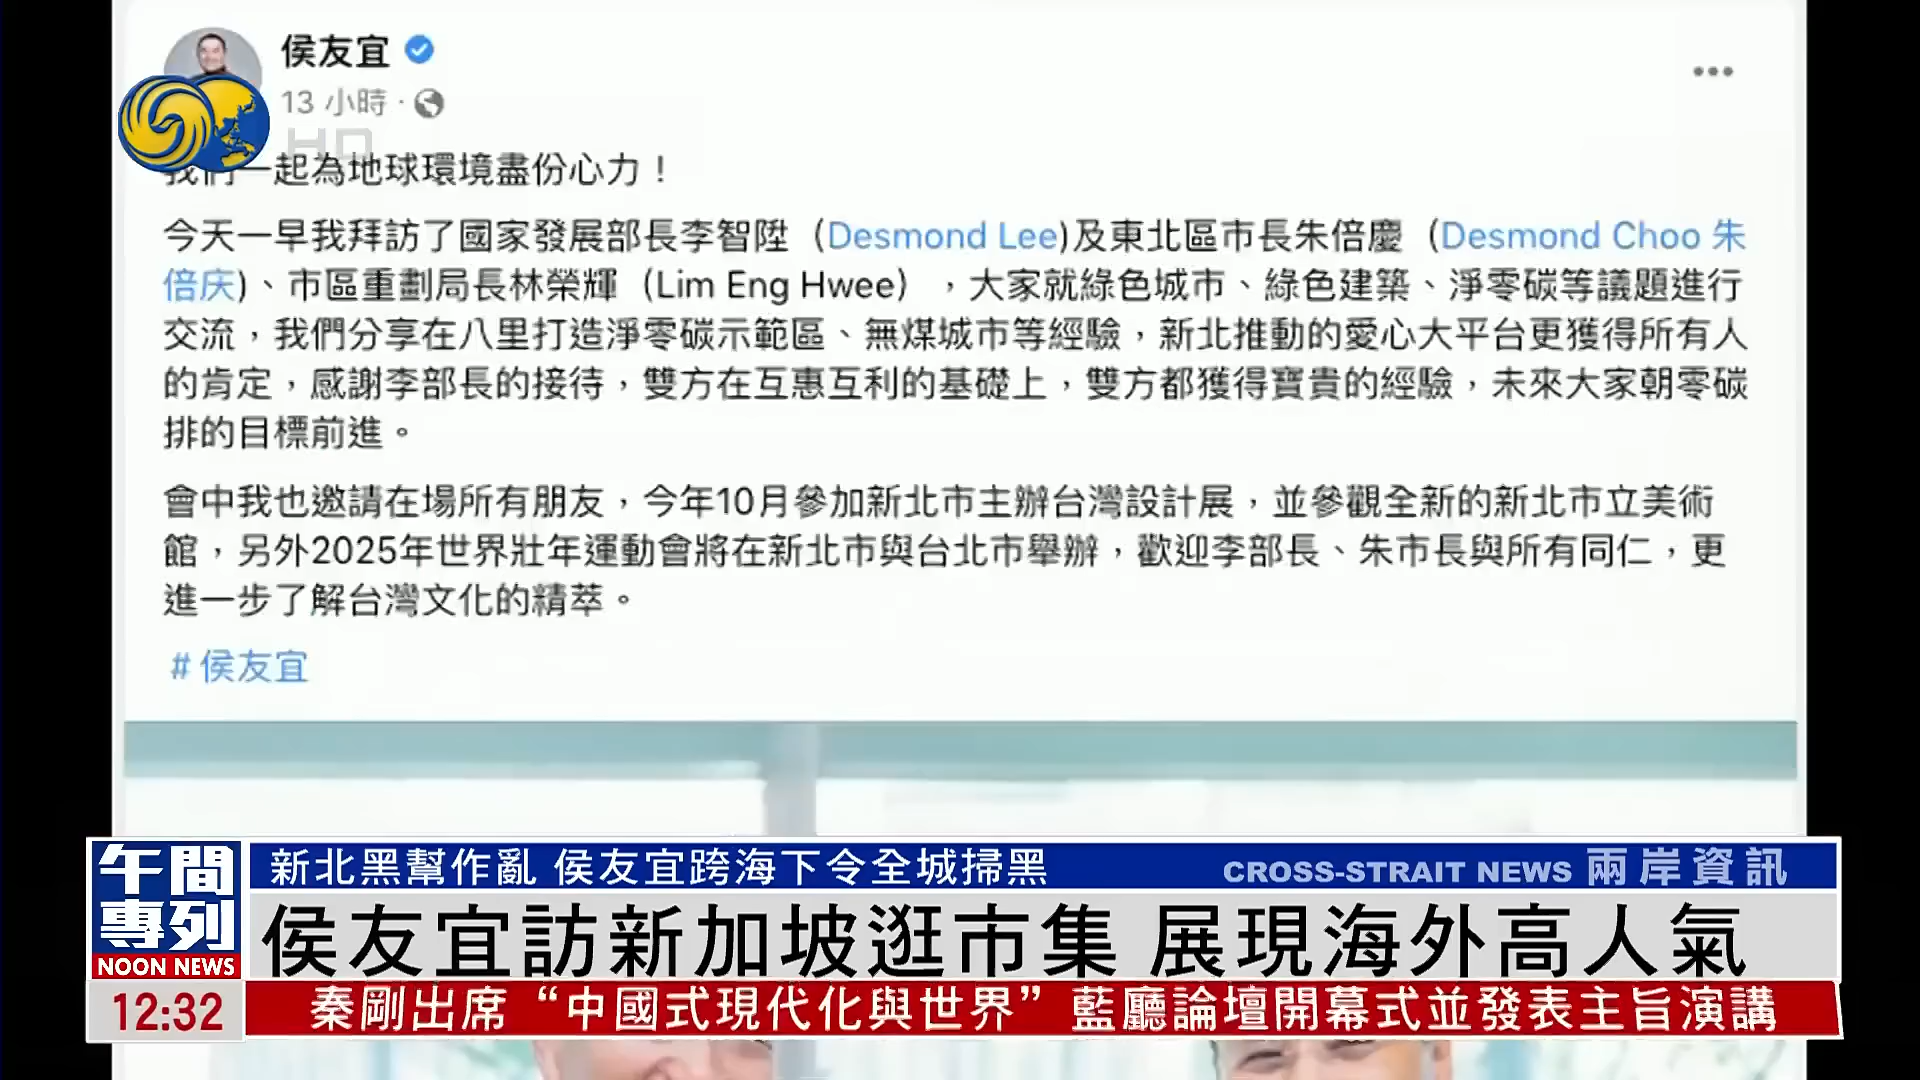 侯友宜
13 小時
HD
我們一起為地球環境盡份心力！
今天一早我拜訪了國家發展部長李智陞（Desmond Lee)及東北區市長朱倍慶（Desmond Choo 朱
倍庆)、市區重劃局長林榮輝（Lim Eng Hwee），大家就綠色城市、綠色建築、淨零碳等議題進行
交流，我們分享在八里打造淨零碳示範區、無煤城市等經驗，新北推動的愛心大平台更獲得所有人
的肯定，感謝李部長的接待，雙方在互惠互利的基礎上，雙方都獲得寶貴的經驗，未來大家朝零碳
排的目標前進。
會中我也邀請在場所有朋友，今年10月參加新北市主辦台灣設計展，並參觀全新的新北市立美術
館，另外2025年世界壯年運動會將在新北市與台北市舉辦，歡迎李部長、朱市長與所有同仁，更
進一步了解台灣文化的精萃。
#侯友宜
午間
專列
NOON NEWS
12:32
新北黑幫作亂 侯友宜跨海下令全城掃黑
CROSS-STRAIT NEWS 兩岸資訊
侯友宜訪新加坡逛市集 展現海外高人氣
秦剛出席“中國式現代化與世界”藍廳論壇開幕式並發表主旨演講